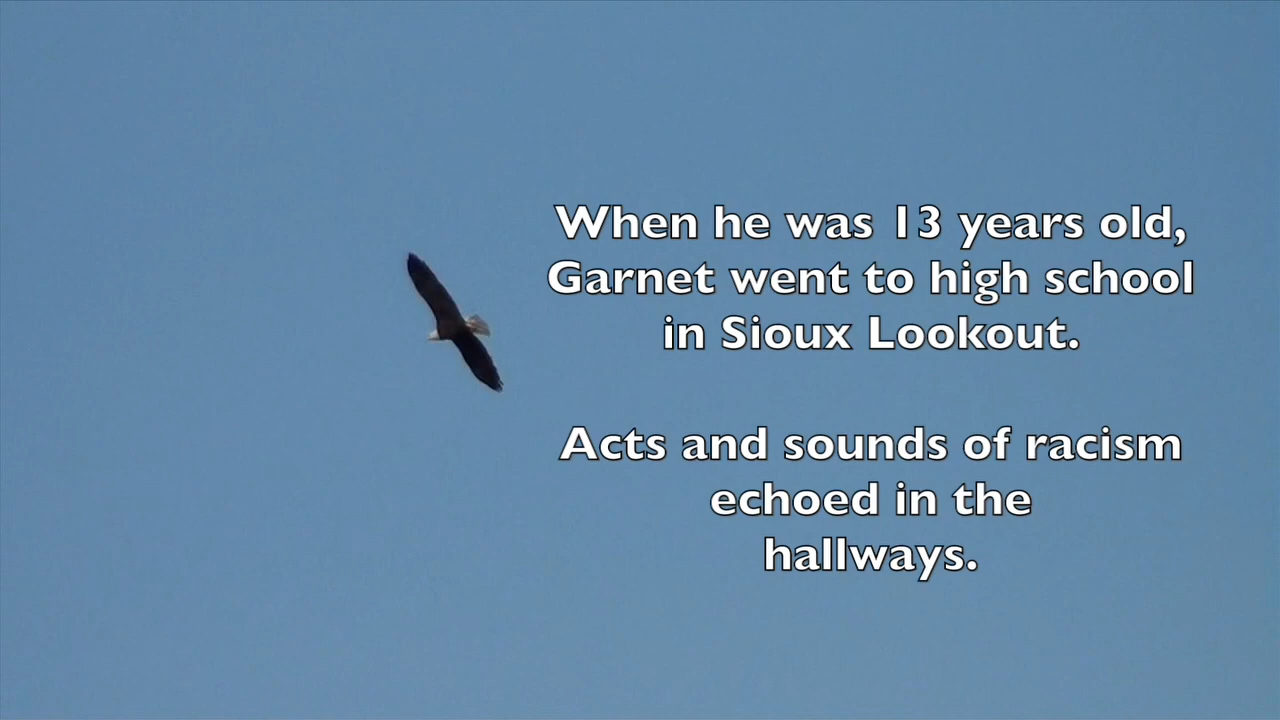 When he was 13 years old,
Garnet went to high school
in Sioux Lookout.
Acts and sounds of racism
echoed in the
hallways.